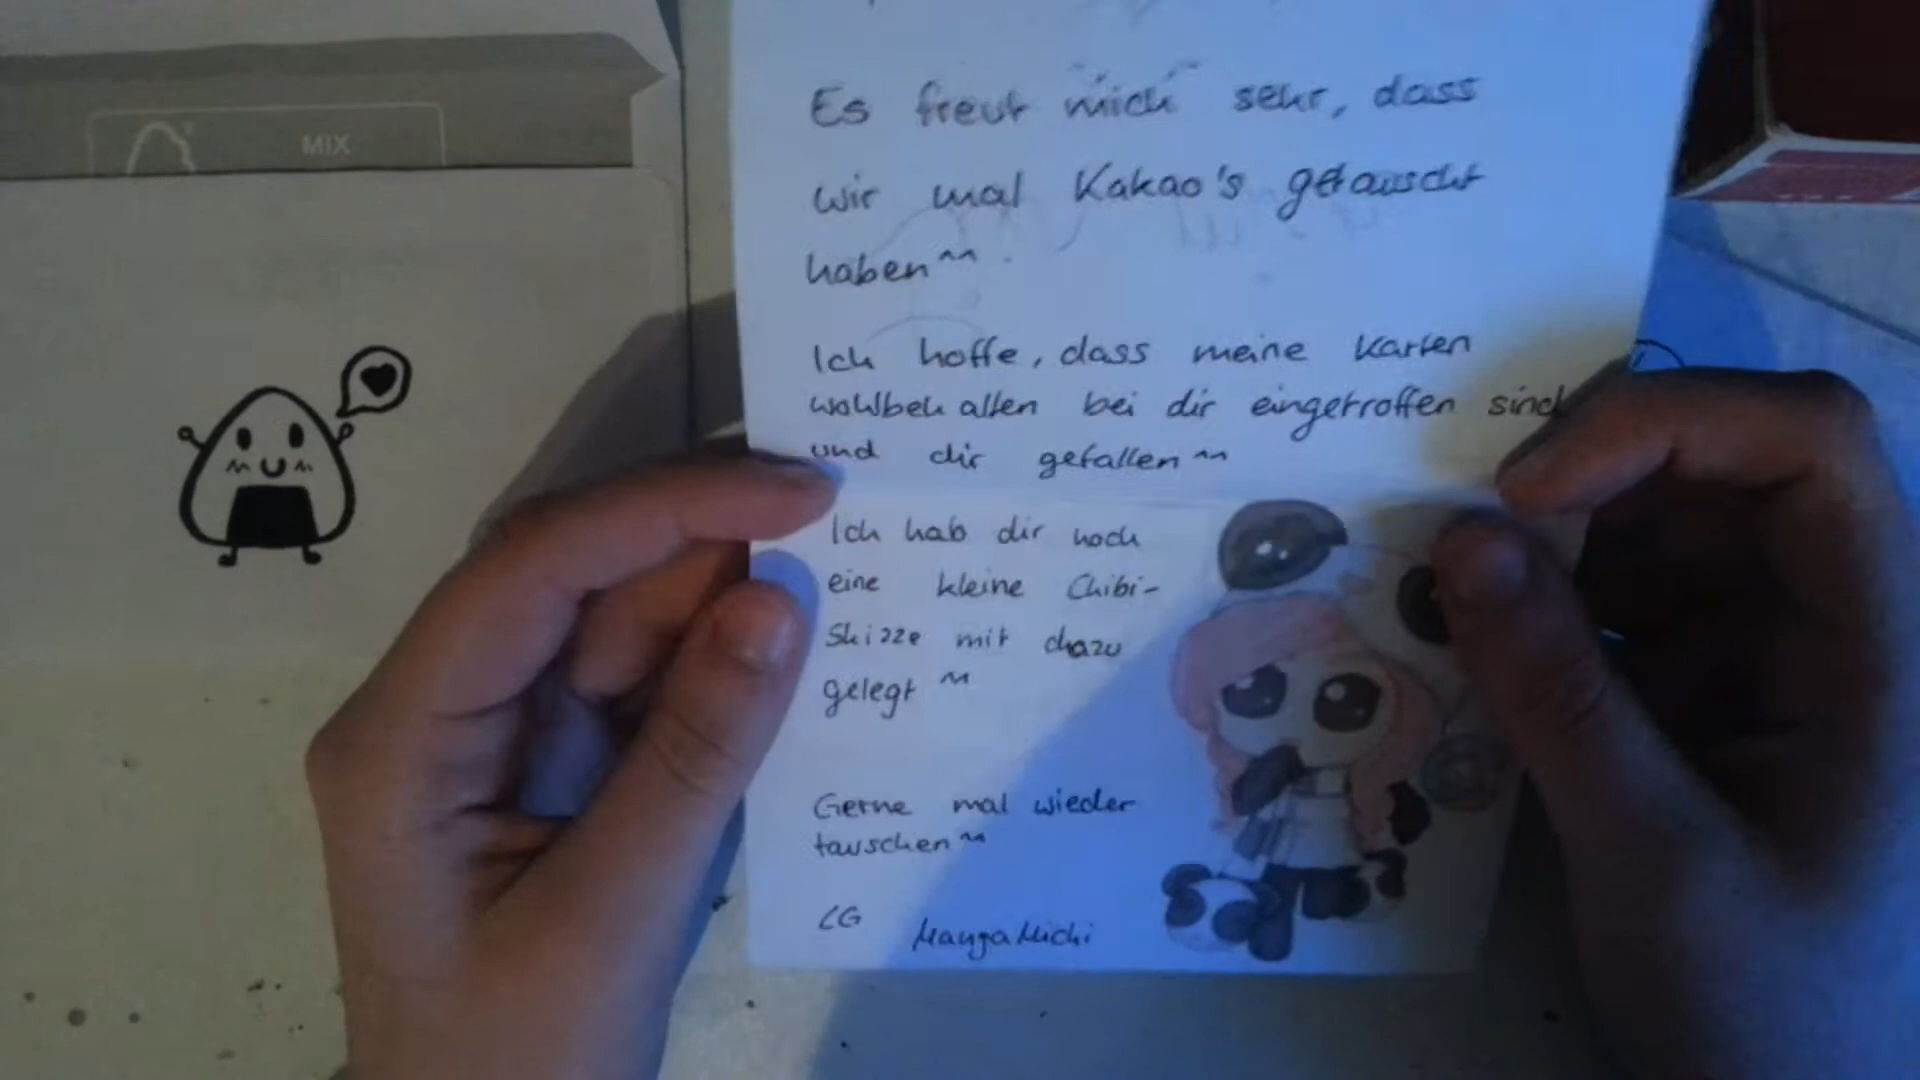 MIX
Es freut mich sehr, dass
wir mal Kakao's getauscht
haben^^
Ich hoffe, dass meine Karten
wohlbehalten bei dir eingetroffen sind
und dir gefallen^^
Ich hab dir noch
eine kleine Chibi-
Skizze mit dazu
gelegt ^^
Gerne mal wieder
tauschen^^
LG MangaMichi